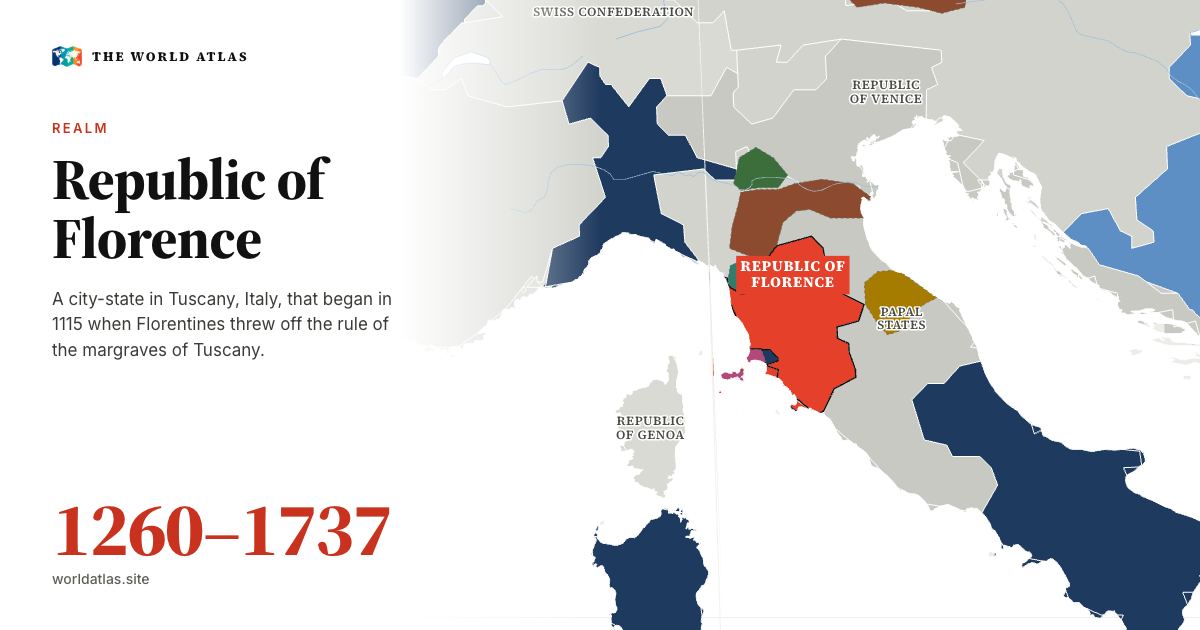 THE WORLD ATLAS
REALM
Republic of
Florence
A city-state in Tuscany, Italy, that began in
1115 when Florentines threw off the rule of
the margraves of Tuscany.
1260–1737
worldatlas.site
SWISS CONFEDERATION
REPUBLIC
OF VENICE
REPUBLIC OF
FLORENCE
PAPAL
STATES
REPUBLIC
OF GENOA